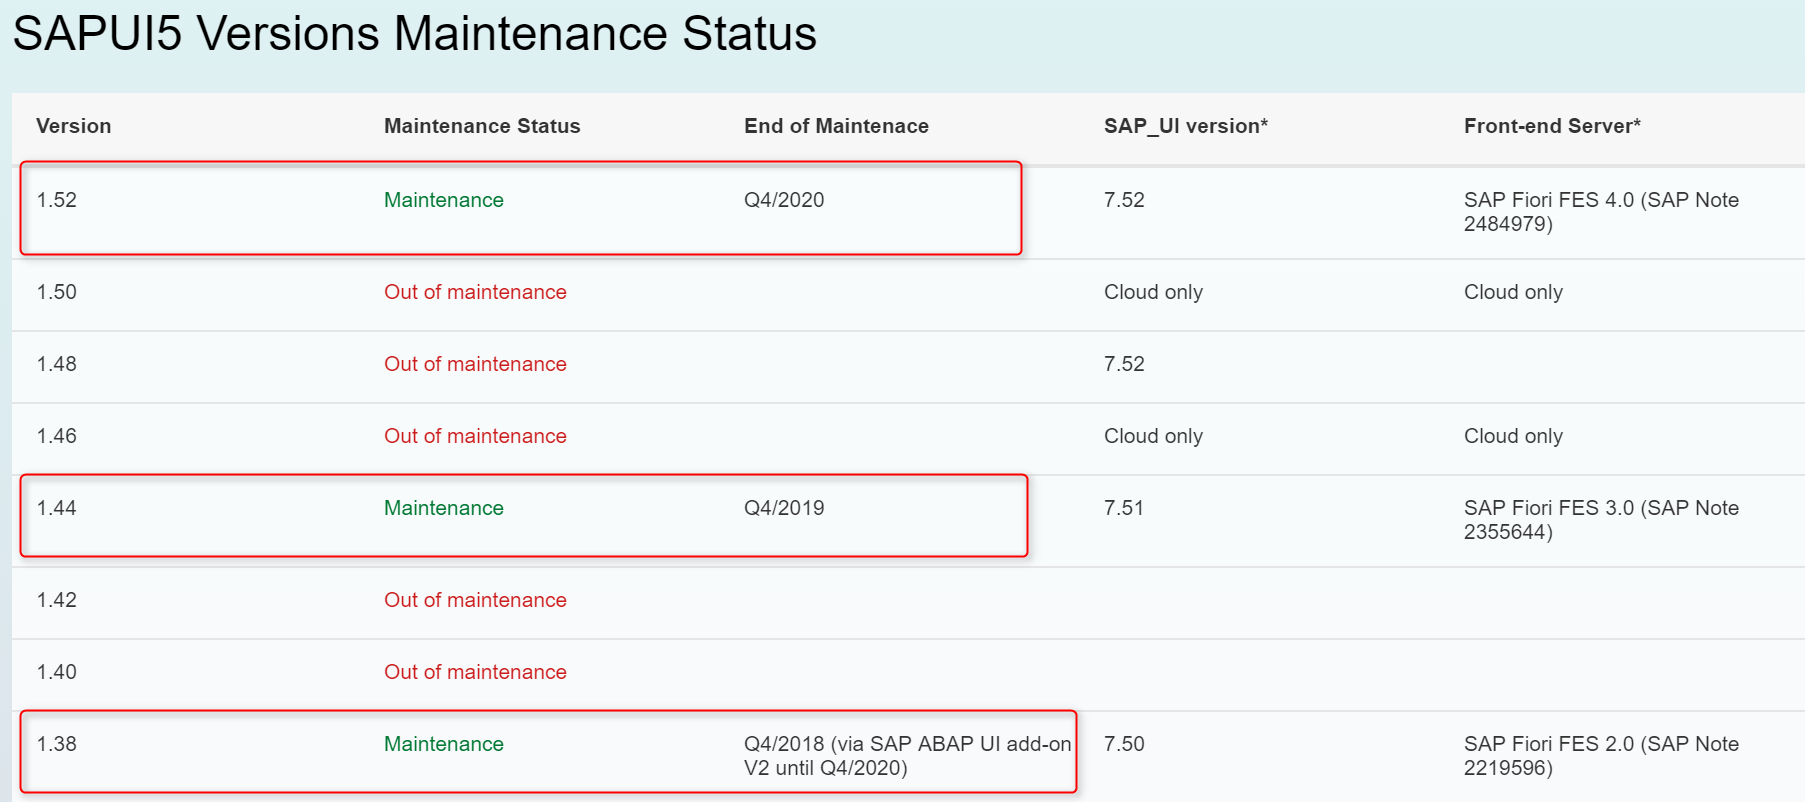 SAPUI5 Versions Maintenance Status
Version Maintenance Status End of Maintenace SAP_UI version* Front-end Server*
1.52 Maintenance Q4/2020 7.52 SAP Fiori FES 4.0 (SAP Note
2484979)
1.50 Out of maintenance Cloud only Cloud only
1.48 Out of maintenance 7.52
1.46 Out of maintenance Cloud only Cloud only
1.44 Maintenance Q4/2019 7.51 SAP Fiori FES 3.0 (SAP Note
2355644)
1.42 Out of maintenance
1.40 Out of maintenance
1.38 Maintenance Q4/2018 (via SAP ABAP UI add-on 7.50 SAP Fiori FES 2.0 (SAP Note
V2 until Q4/2020) 2219596)